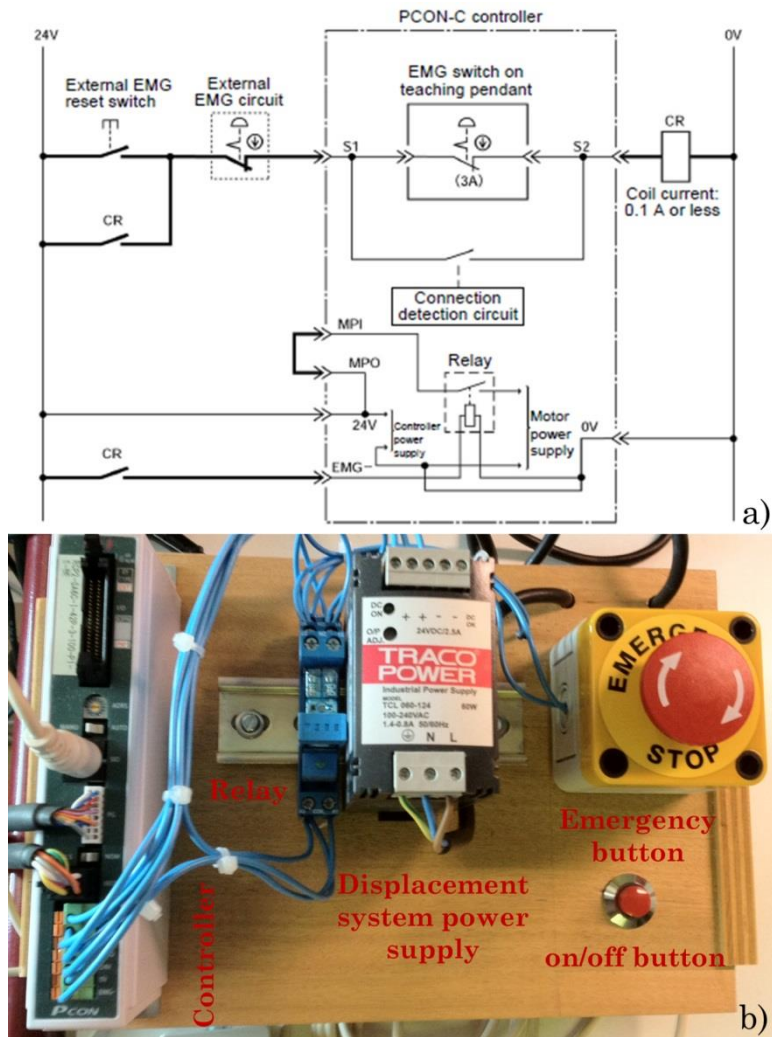 PCON-C controller
24V
0V
External EMG
reset switch
External
EMG circuit
EMG switch on
teaching pendant
S1
S2
CR
(3A)
Coil current:
0.1 A or less
CR
Connection
detection circuit
MPI
MPO
Relay
24V
Controller
power
supply
Motor
power
supply
0V
CR
EMG-
a)
DC
ON
+ + - -
DC
ON
O/P
ADJ.
24VDC/2.5A
TRACO
POWER
Industrial Power Supply
MODEL
TCL 060-124 60W
100-240VAC
1.4-0.8A 50/60Hz
N L
EMERGE
STOP
Relay
Controller
Displacement
system power
supply
Emergency
button
on/off button
PCON
b)